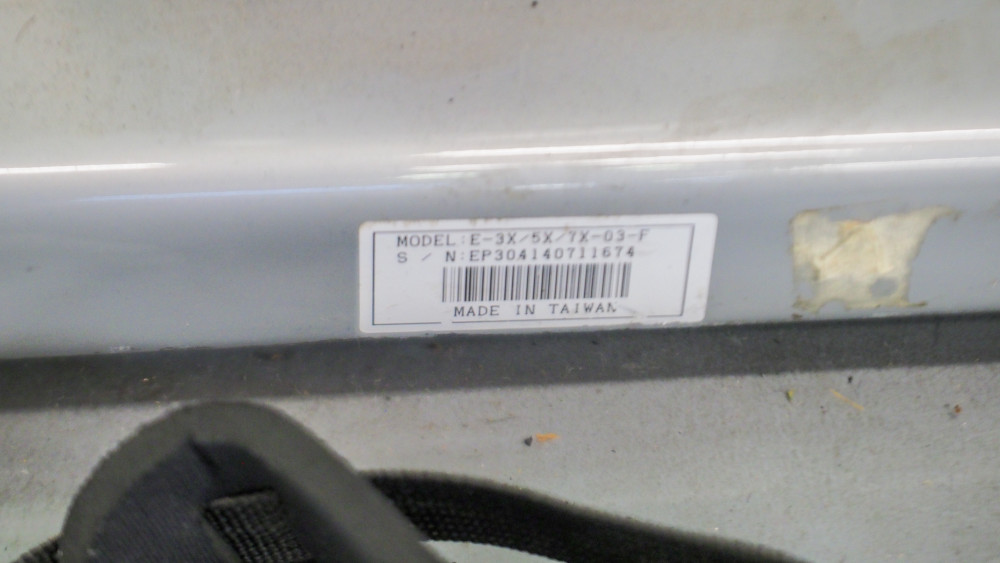 MODEL:E-3X/5X/7X-03-F
S / N:EP304140711674
MADE IN TAIWAN